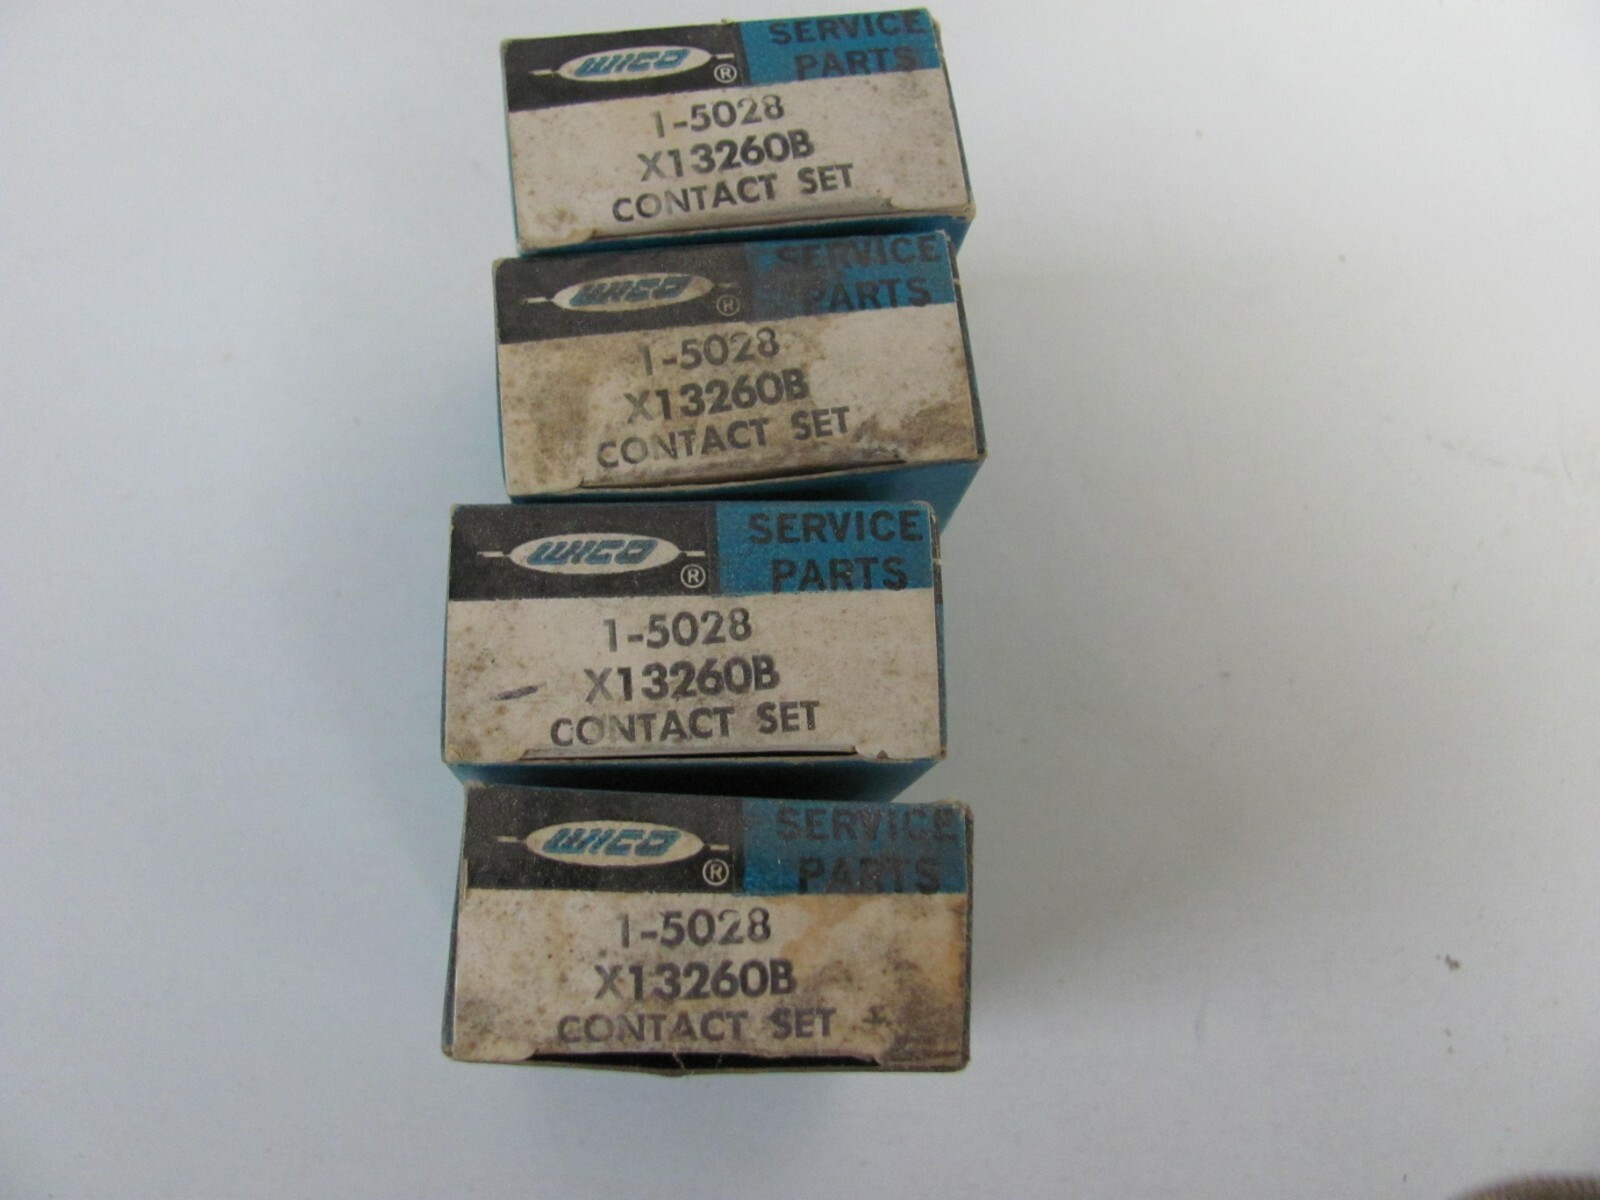 WICO ®
SERVICE
PARTS
1-5028
X13260B
CONTACT SET
WICO ®
SERVICE
PARTS
1-5028
X13260B
CONTACT SET
WICO ®
SERVICE
PARTS
1-5028
X13260B
CONTACT SET
WICO ®
SERVICE
PARTS
1-5028
X13260B
CONTACT SET